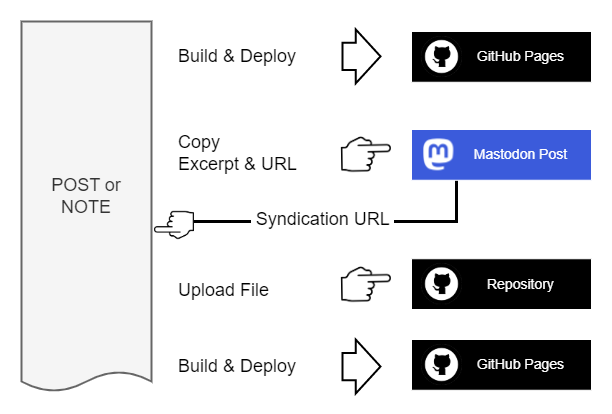 Build & Deploy
GitHub Pages
Copy
Excerpt & URL
Mastodon Post
POST or
NOTE
Syndication URL
Upload File
Repository
Build & Deploy
GitHub Pages